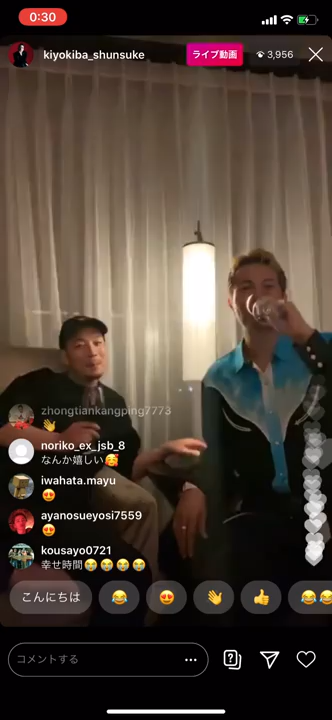 0:30
kiyokiba_shunsuke
ライブ動画
3,956
zhongtiankangping7773
👋
noriko_ex_jsb_8
なんか嬉しい🥰
iwahata.mayu
😍
ayanosueyosi7559
😍
kousayo0721
幸せ時間😭😭😭😭
こんにちは 😂 😍 👋 👍 😂😂
コメントする